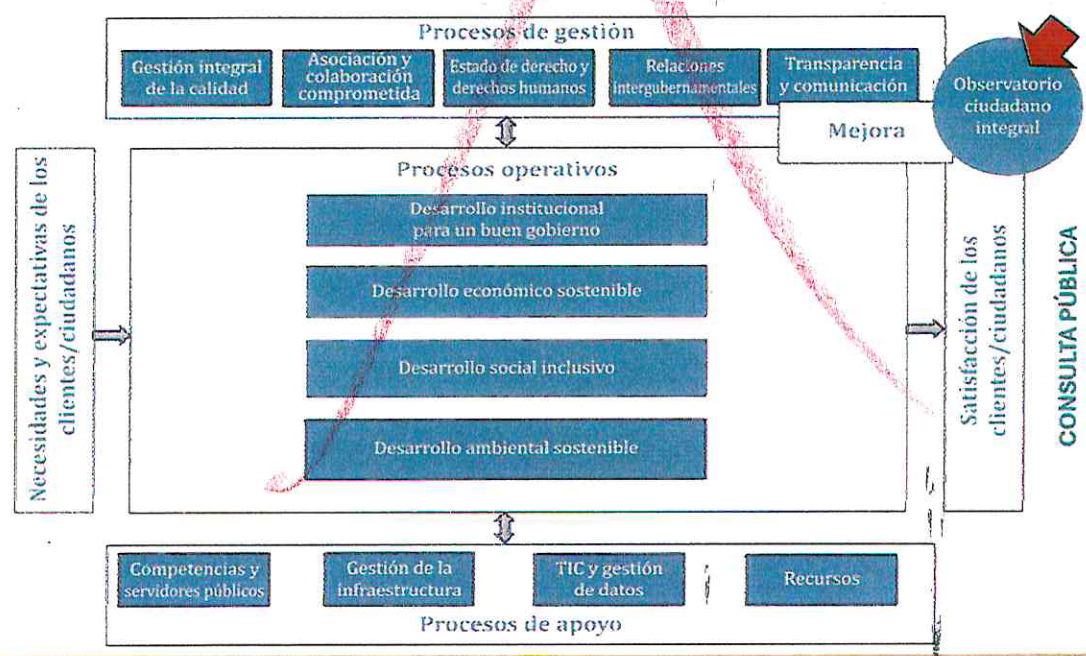 Procesos de gestión
Gestión integral
de la calidad
Asociación y
colaboración
comprometida
Estado de derecho y
derechos humanos
Relaciones
intergubernamentales
Transparencia
y comunicación
Observatorio
ciudadano
integral
Mejora
Necesidades y expectativas de los
clientes/ciudadanos
Procesos operativos
Desarrollo institucional
para un buen gobierno
Desarrollo económico sostenible
Desarrollo social inclusivo
Desarrollo ambiental sostenible
Satisfacción de los
clientes/ciudadanos
CONSULTA PÚBLICA
Competencias y
servidores públicos
Gestión de la
infraestructura
TIC y gestión
de datos
Recursos
Procesos de apoyo